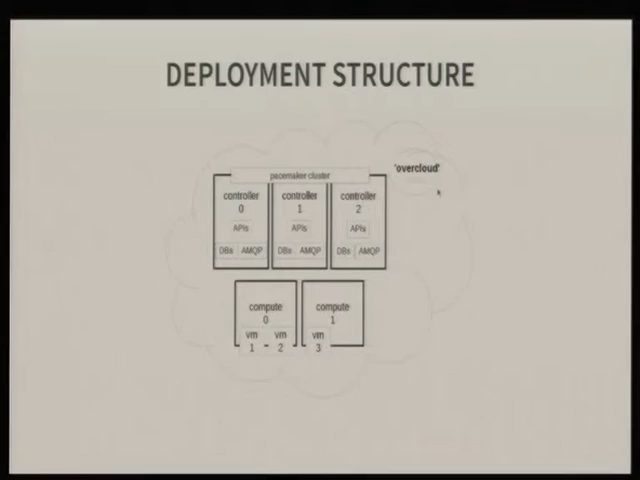 DEPLOYMENT STRUCTURE
'overcloud'
pacemaker cluster
controller controller controller
0 1 2
APIs APIs APIs
DBs AMQP DBs AMQP DBs AMQP
compute compute
0 1
vm vm vm
1 2 3